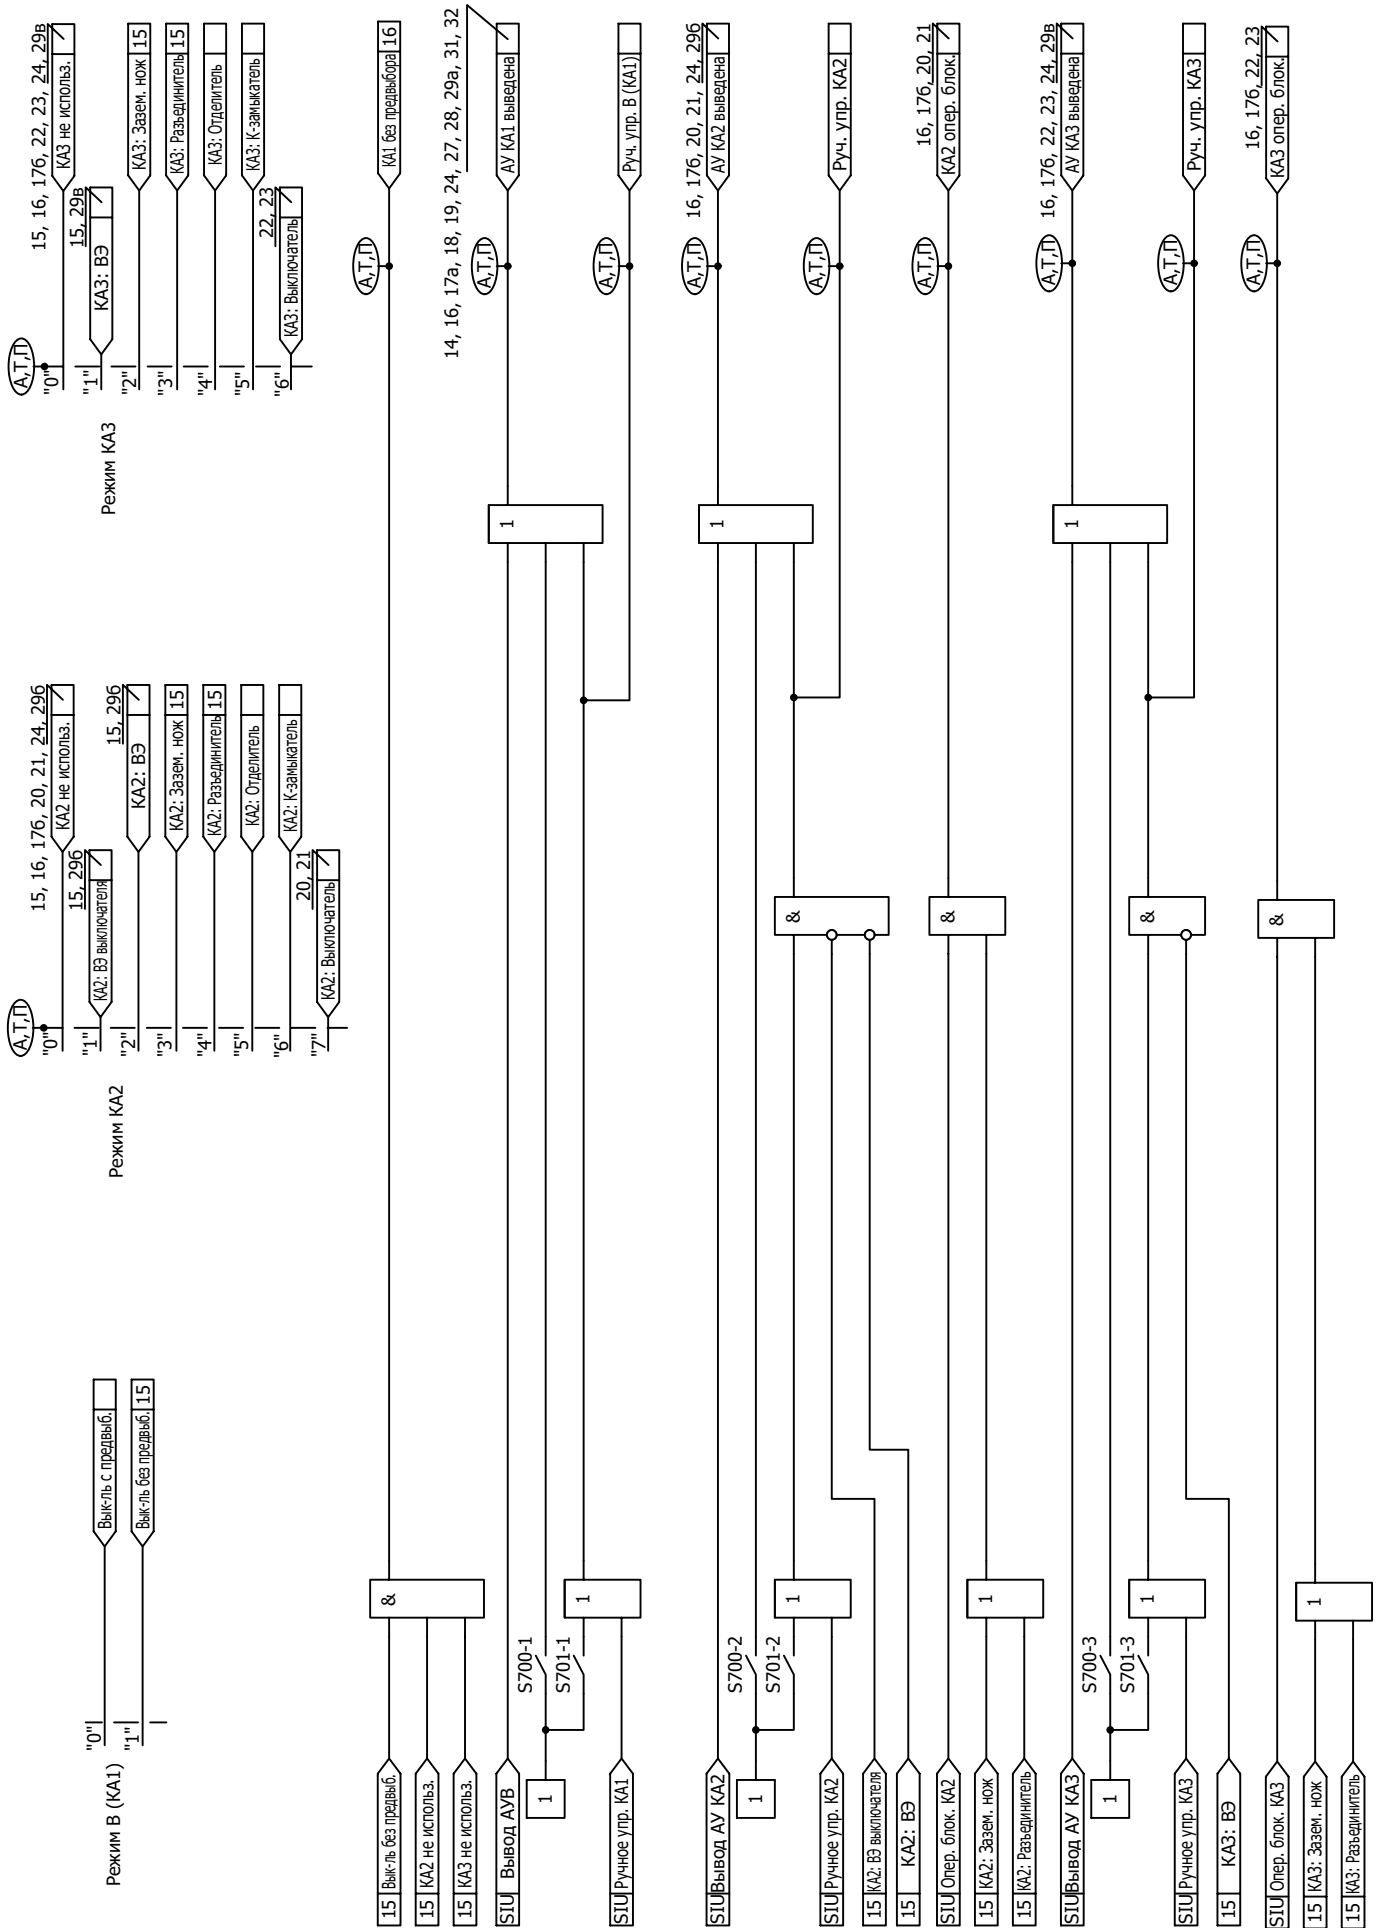 Режим В (КА1)
"0"
Вык-ль с предвыб.
"1"
Вык-ль без предвыб. 15
Режим КА2
А,Т,П
15, 16, 17б, 20, 21, 24, 29б
"0"
КА2 не использ.
15, 29б
"1"
КА2: ВЭ выключателя
15, 29б
"2"
КА2: ВЭ
"3"
КА2: Зазем. нож 15
"4"
КА2: Разъединитель 15
"5"
КА2: Отделитель
"6"
КА2: К-замыкатель
20, 21
"7"
КА2: Выключатель
Режим КА3
А,Т,П
15, 16, 17б, 22, 23, 24, 29в
"0"
КА3 не использ.
15, 29в
"1"
КА3: ВЭ
"2"
КА3: Зазем. нож 15
"3"
КА3: Разъединитель 15
"4"
КА3: Отделитель
"5"
КА3: К-замыкатель
22, 23
"6"
КА3: Выключатель
15 Вык-ль без предвыб.
&
А,Т,П
КА1 без предвыбора 16
15 КА2 не использ.
15 КА3 не использ.
14, 16, 17а, 18, 19, 24, 27, 28, 29а, 31, 32
SIU Вывод АУВ
1
А,Т,П
АУ КА1 выведена
1
S700-1
S701-1
1
SIU Ручное упр. КА1
А,Т,П
Руч. упр. В (КА1)
16, 17б, 20, 21, 24, 29б
SIU Вывод АУ КА2
1
А,Т,П
АУ КА2 выведена
1
S700-2
S701-2
1
&
SIU Ручное упр. КА2
А,Т,П
Руч. упр. КА2
15 КА2: ВЭ выключателя
15 КА2: ВЭ
16, 17б, 20, 21
SIU Опер. блок. КА2
&
А,Т,П
КА2 опер. блок.
15 КА2: Зазем. нож
1
15 КА2: Разъединитель
16, 17б, 22, 23, 24, 29в
SIU Вывод АУ КА3
1
А,Т,П
АУ КА3 выведена
1
S700-3
S701-3
1
&
SIU Ручное упр. КА3
А,Т,П
Руч. упр. КА3
15 КА3: ВЭ
16, 17б, 22, 23
SIU Опер. блок. КА3
&
А,Т,П
КА3 опер. блок.
15 КА3: Зазем. нож
1
15 КА3: Разъединитель